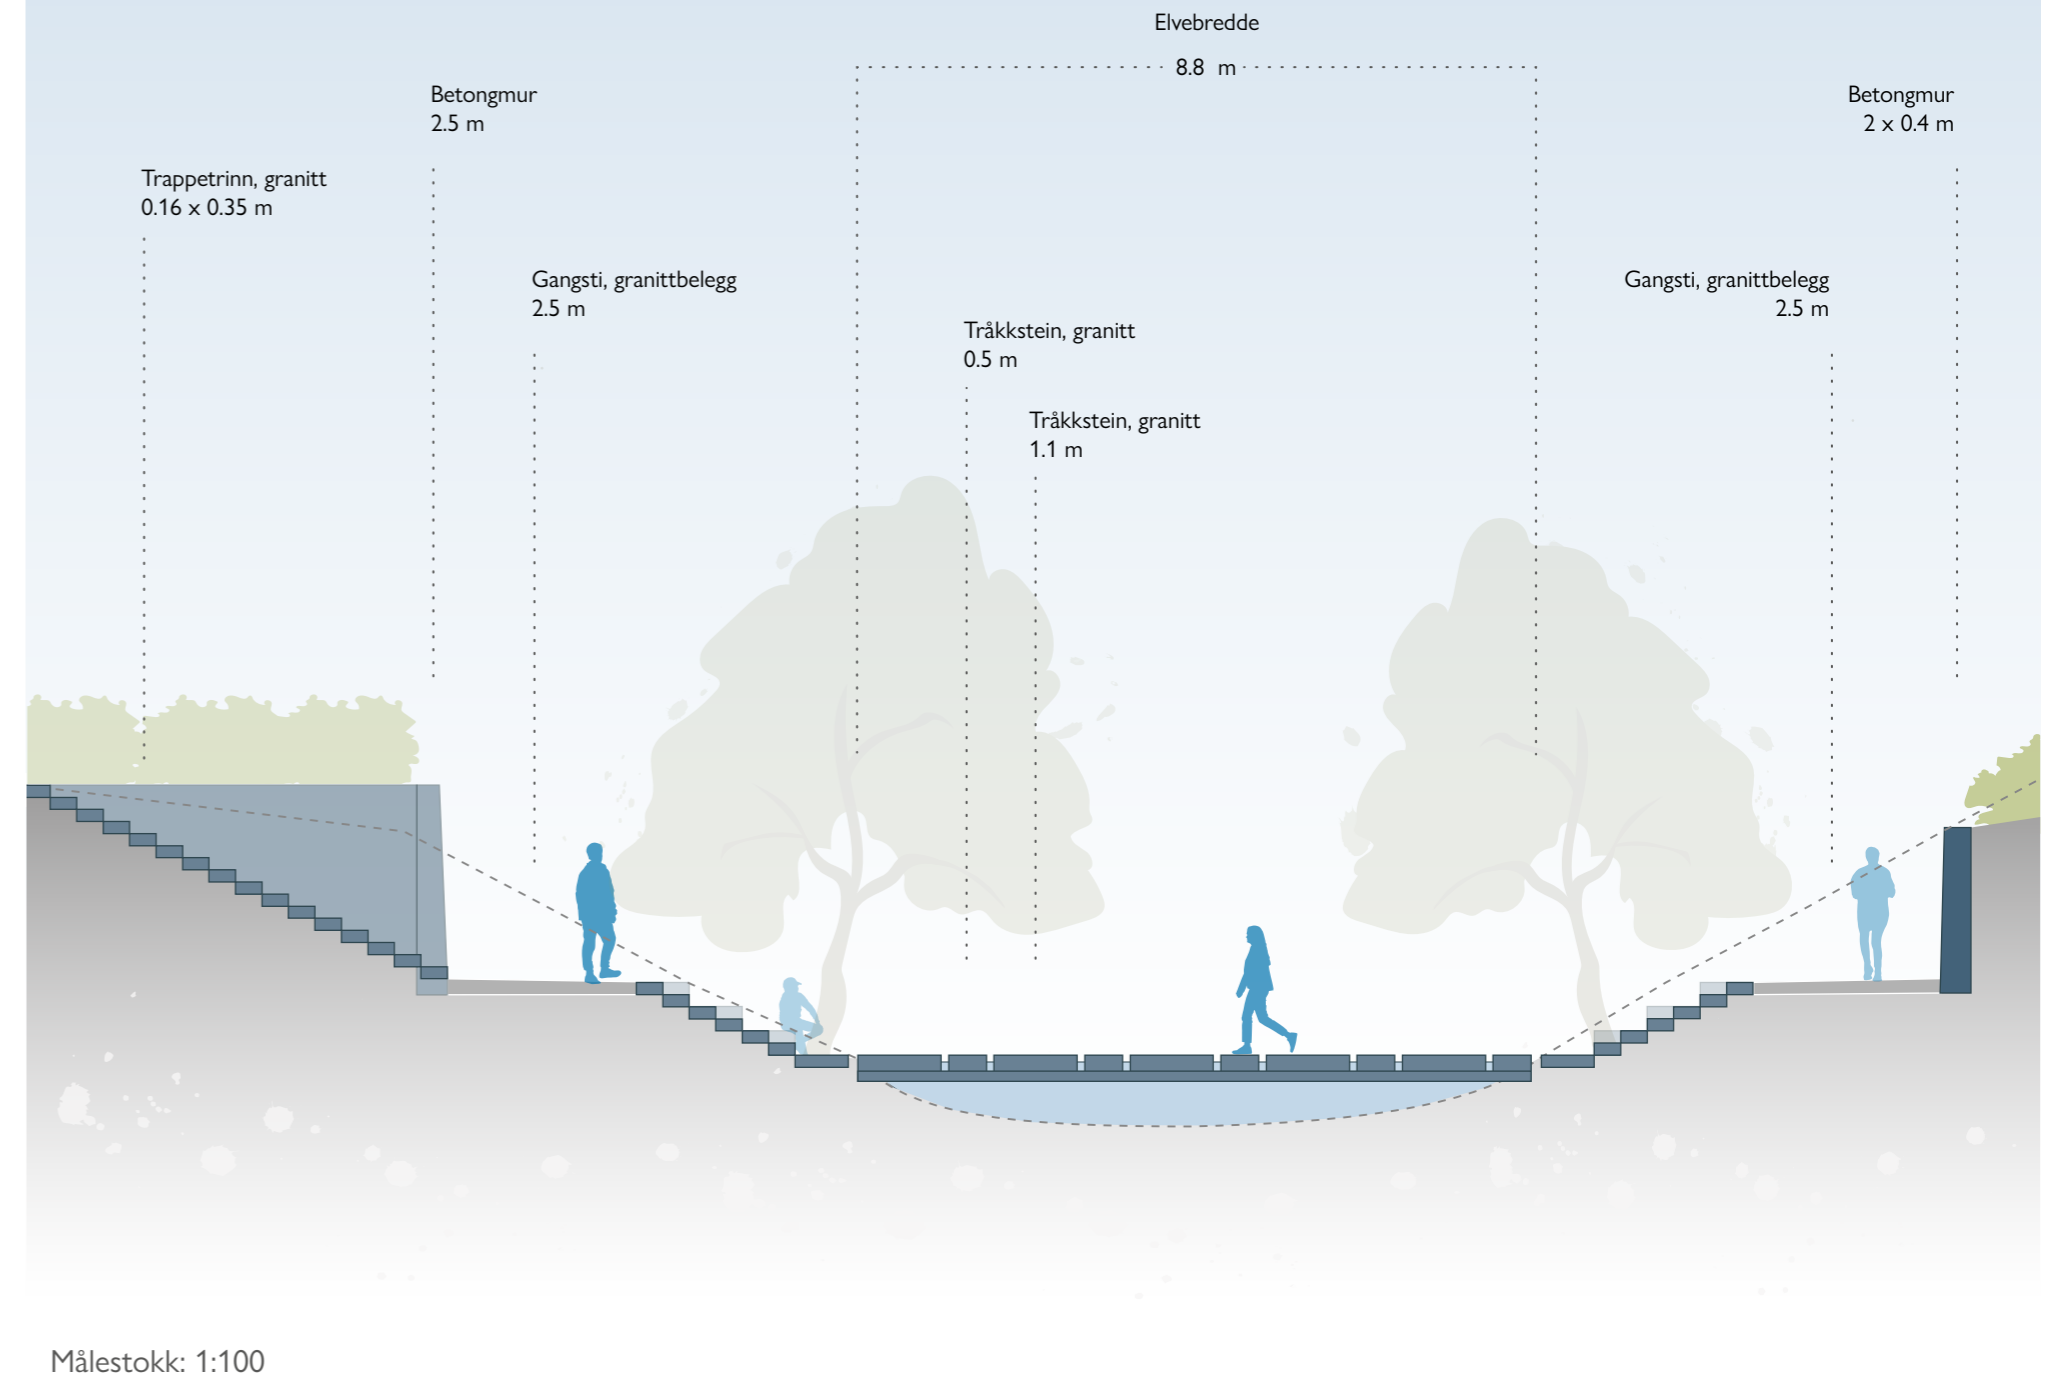 Elvebredde
8.8 m
Betongmur
2.5 m
Betongmur
2 x 0.4 m
Trappetrinn, granitt
0.16 x 0.35 m
Gangsti, granittbelegg
2.5 m
Gangsti, granittbelegg
2.5 m
Tråkkstein, granitt
0.5 m
Tråkkstein, granitt
1.1 m
Målestokk: 1:100